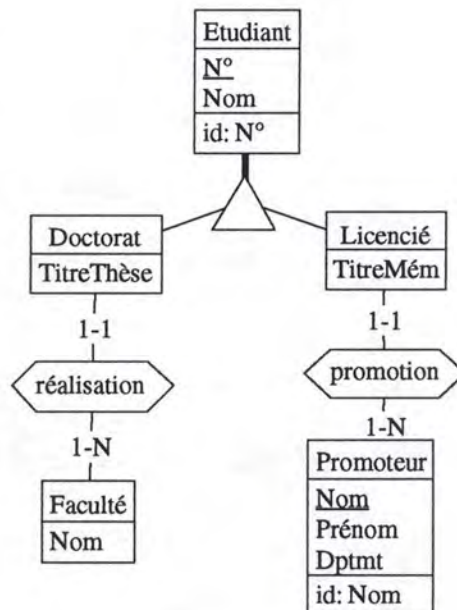 Etudiant
N°
Nom
id: N°
Doctorat
TitreThèse
Licencié
TitreMém
1-1
1-1
réalisation
promotion
1-N
1-N
Faculté
Nom
Promoteur
Nom
Prénom
Dptmt
id: Nom